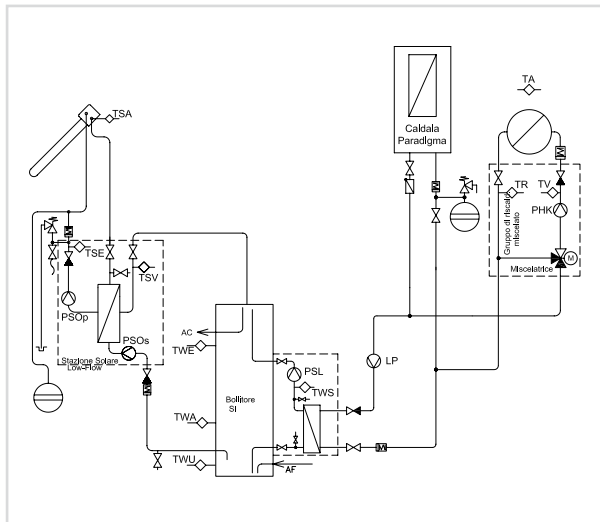 TSA
TA
Caldaia
Paradigma
TR
TV
Gruppo di riscald.
miscelato
PHK
M
Miscelatrice
TSE
TSV
PSOp
PSOs
Stazione Solare
Low-Flow
AC
TWE
PSL
TWS
LP
Bollitore
SI
TWA
TWU
AF